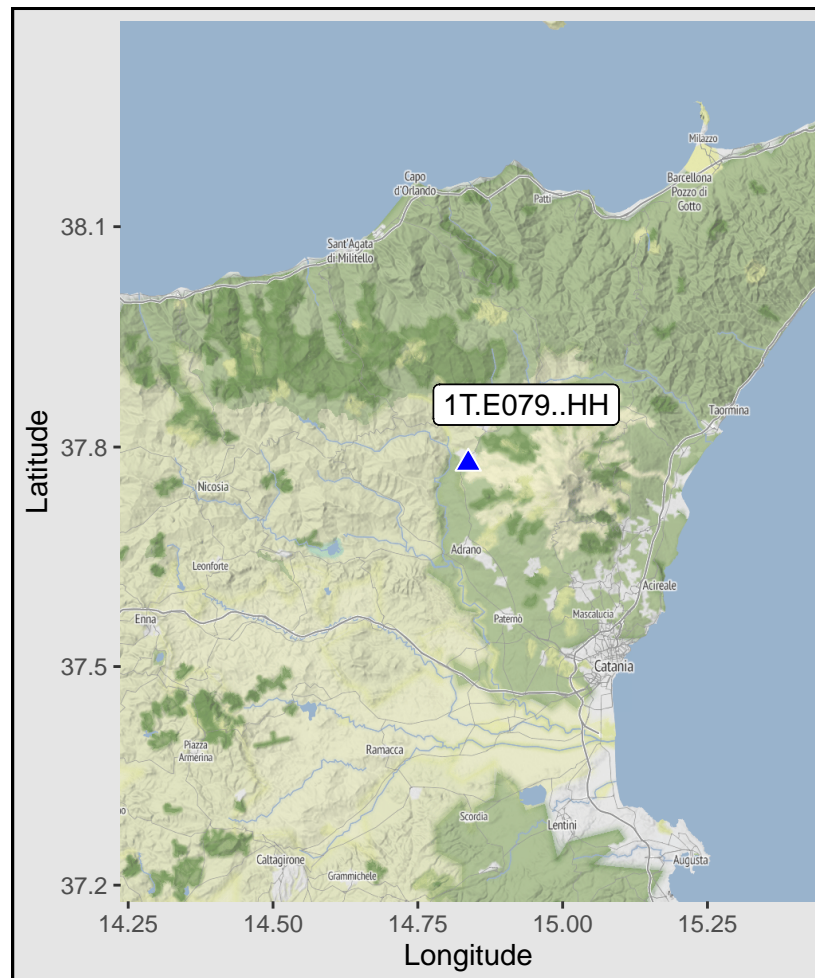 Milazzo
Capo
d'Orlando
Patti
Barcellona
Pozzo di
Gotto
38.1
Sant'Agata
di Militello
1T.E079..HH
Taormina
37.8
Latitude
Nicosia
Adrano
Leonforte
Acireale
Enna
Paternò
Mascalucia
37.5
Catania
Piazza
Armerina
Ramacca
Scordia
Lentini
Caltagirone
Augusta
Grammichele
37.2
14.25 14.50 14.75 15.00 15.25
Longitude